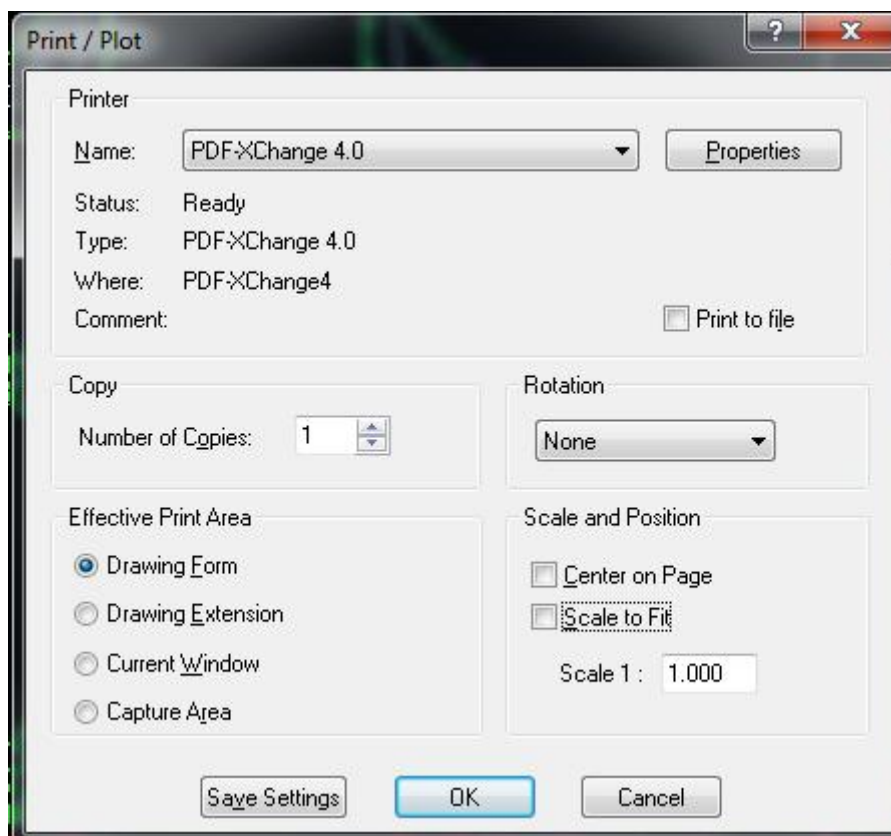 Print / Plot
Printer
Name: PDF-XChange 4.0 Properties
Status: Ready
Type: PDF-XChange 4.0
Where: PDF-XChange4
Comment: Print to file
Copy
Number of Copies: 1
Rotation
None
Effective Print Area
Drawing Form
Drawing Extension
Current Window
Capture Area
Scale and Position
Center on Page
Scale to Fit
Scale 1 : 1.000
Save Settings OK Cancel